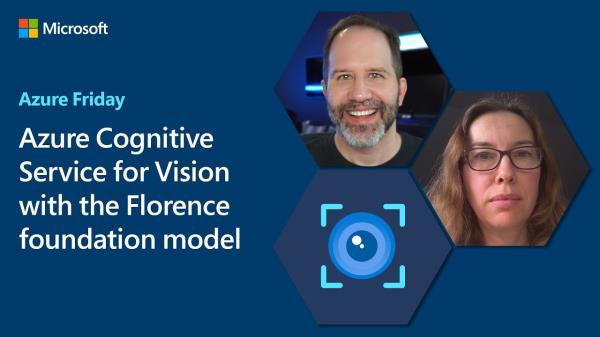 Microsoft
Azure Friday
Azure Cognitive
Service for Vision
with the Florence
foundation model